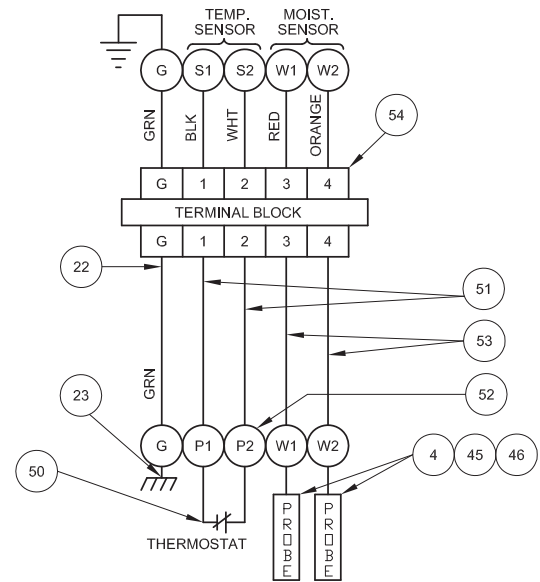 TEMP. SENSOR
MOIST. SENSOR
G S1 S2 W1 W2
GRN BLK WHT RED ORANGE
54
G 1 2 3 4
TERMINAL BLOCK
G 1 2 3 4
22
51
53
GRN
23
52
G P1 P2 W1 W2
50
4 45 46
THERMOSTAT
PROBE PROBE